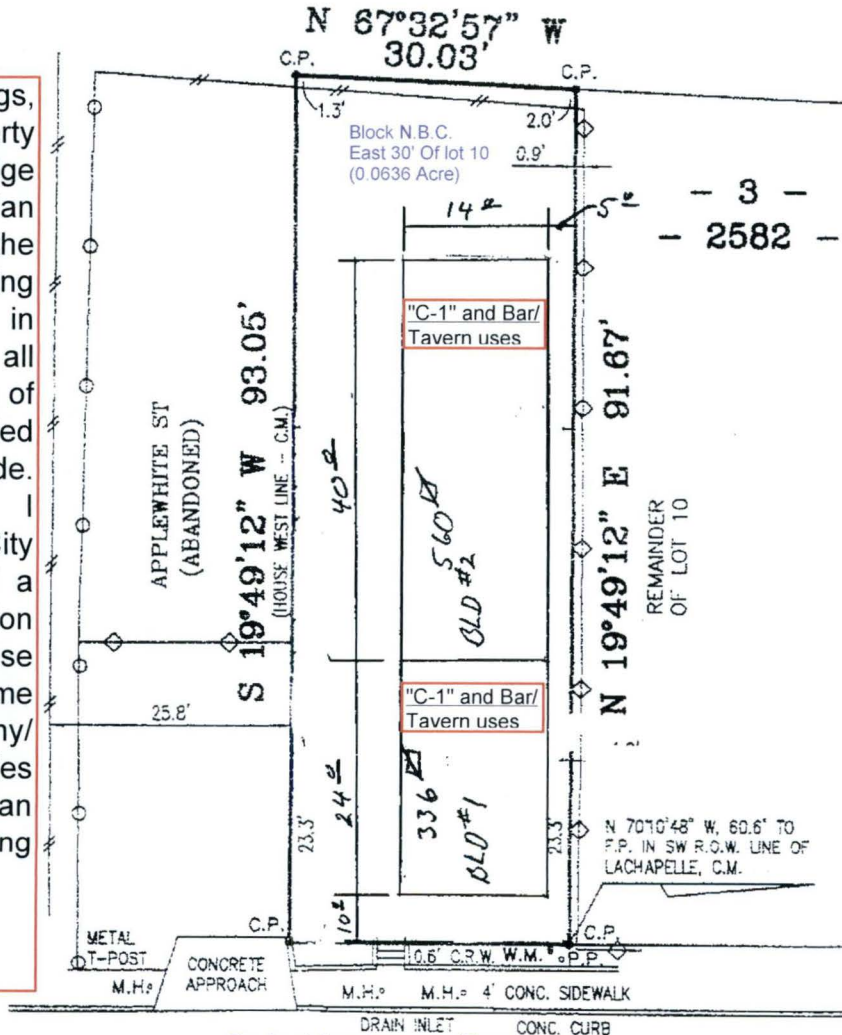 N 67°32'57" W
30.03'
C.P.
C.P.
1.3'
2.0'
Block N.B.C.
East 30' Of lot 10
(0.0636 Acre)
0.9'
14 0
5 0
- 3 -
- 2582 -
gs,
rty
ge
an
he
ng
in
all
of
ed
de.
I
ity
a
on
se
me
ny/
es
an
ng
"C-1" and Bar/
Tavern uses
APPLEWHITE ST
(ABANDONED)
S 19°49'12" W 93.05'
(HOUSE WEST LINE -- C.M.)
40 0
560
BLD #2
N 19°49'12" E 91.67'
REMAINDER
OF LOT 10
"C-1" and Bar/
Tavern uses
25.8'
24 0
336
BLD #1
23.3'
23.3'
N 70°10'48" W, 60.6' TO
F.P. IN SW R.O.W. LINE OF
LACHAPELLE, C.M.
10 0
C.P.
C.P.
METAL
T-POST
CONCRETE
APPROACH
0.6' C.R.W. W.M. P.P.
M.H.
M.H.
M.H.
4' CONC. SIDEWALK
DRAIN INLET
CONC. CURB